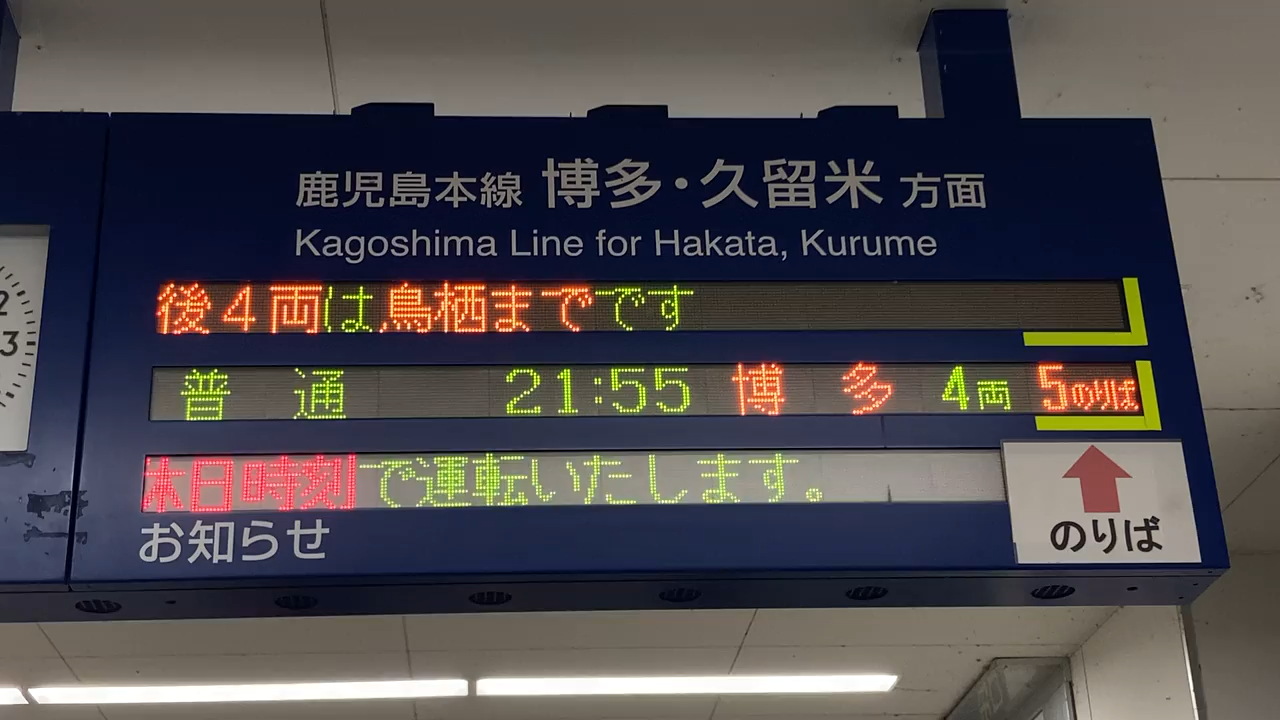 鹿児島本線 博多・久留米 方面
Kagoshima Line for Hakata, Kurume
後4両は鳥栖までです
普通 21:55 博多 4両 5のりば
休日時刻で運転いたします。
お知らせ
のりば
2
3